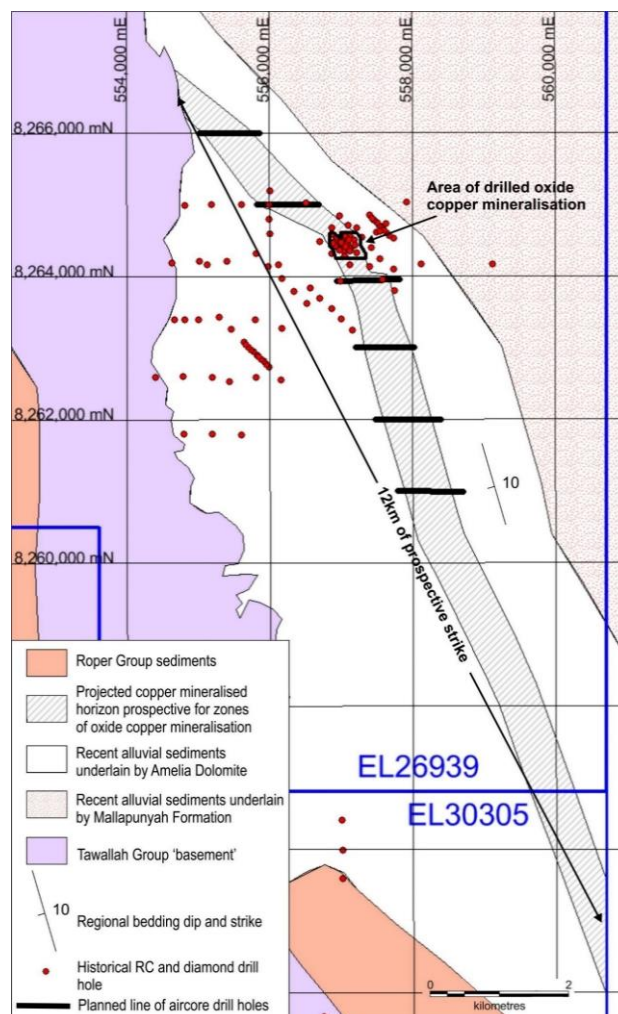 554,000 mE
556,000 mE
558,000 mE
560,000 mE
8,266,000 mN
Area of drilled oxide
copper mineralisation
8,264,000 mN
8,262,000 mN
10
12km of prospective strike
8,260,000 mN
Roper Group sediments
Projected copper mineralised
horizon prospective for zones
of oxide copper mineralisation
Recent alluvial sediments
underlain by Amelia Dolomite
Recent alluvial sediments underlain
by Mallapunyah Formation
Tawallah Group ‘basement’
10
Regional bedding dip and strike
Historical RC and diamond drill
hole
Planned line of aircore drill holes
EL26939
EL30305
0
2
kilometres